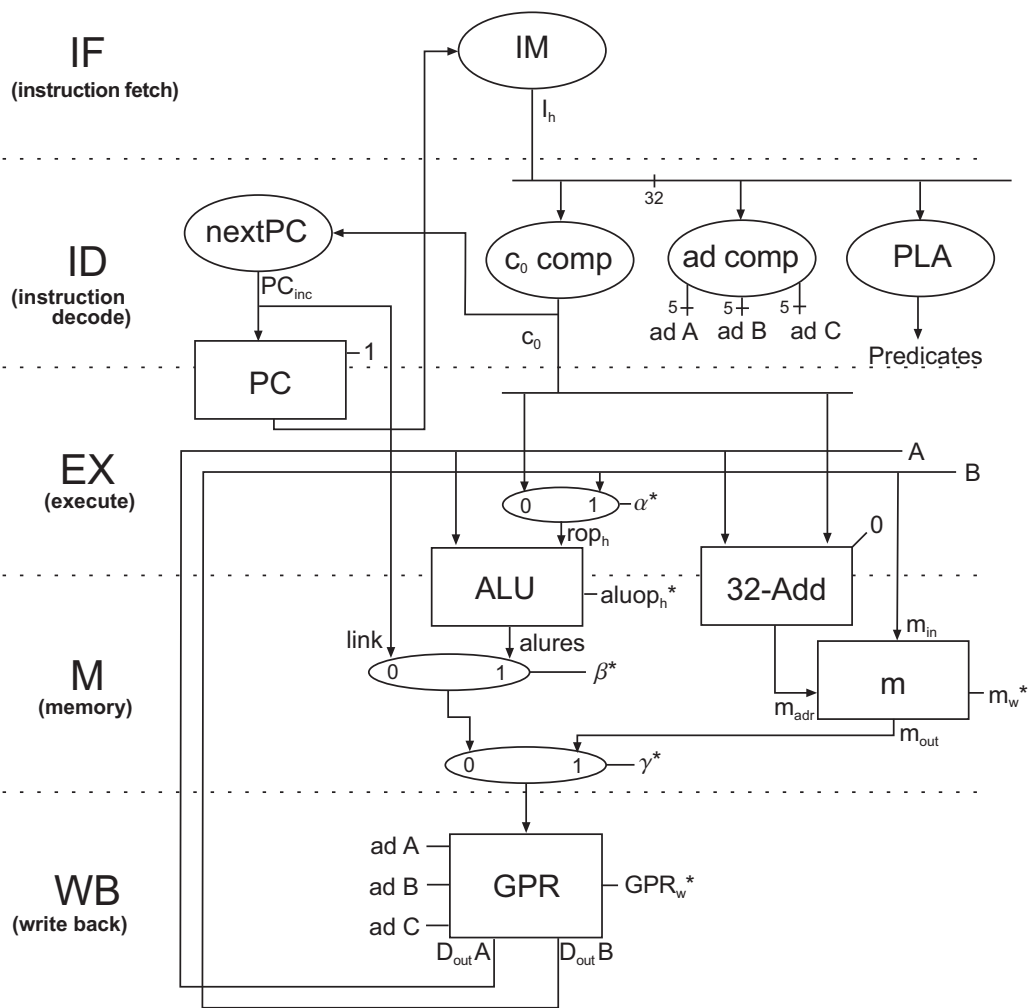 IF
(instruction fetch)
IM
I_h
32
nextPC
c_0 comp
ad comp
PLA
ID
(instruction
decode)
PC_inc
5
5
5
ad A
ad B
ad C
c_0
1
Predicates
PC
EX
(execute)
A
B
0 1
α*
rop_h
0
ALU
aluop_h*
32-Add
link
alures
m_in
M
(memory)
0 1
β*
m
m_w*
m_adr
m_out
0 1
γ*
WB
(write back)
ad A
ad B
ad C
GPR
GPR_w*
D_out A
D_out B